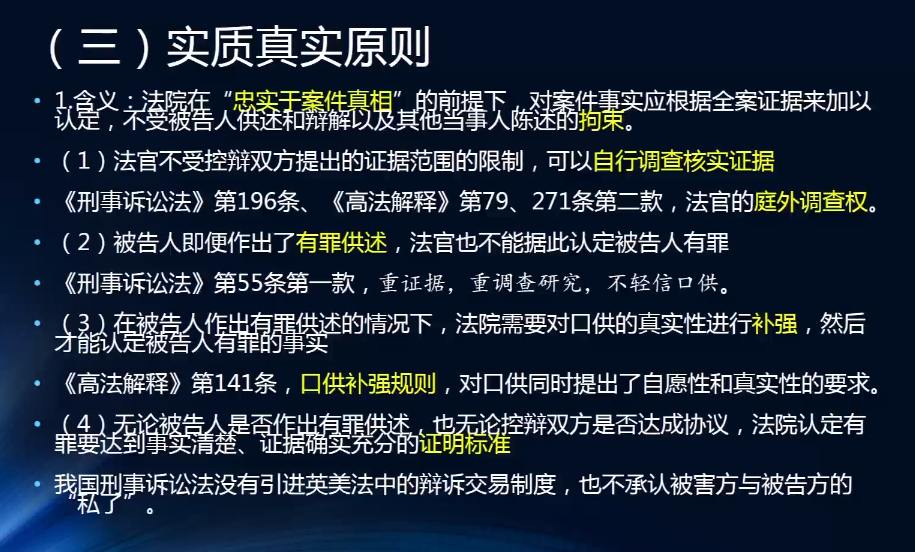 （三）实质真实原则
• 1.含义：法院在“忠实于案件真相”的前提下，对案件事实应根据全案证据来加以
认定，不受被告人供述和辩解以及其他当事人陈述的拘束。
• （1）法官不受控辩双方提出的证据范围的限制，可以自行调查核实证据
• 《刑事诉讼法》第196条、《高法解释》第79、271条第二款，法官的庭外调查权。
• （2）被告人即便作出了有罪供述，法官也不能据此认定被告人有罪
• 《刑事诉讼法》第55条第一款，重证据，重调查研究，不轻信口供。
• （3）在被告人作出有罪供述的情况下，法院需要对口供的真实性进行补强，然后
才能认定被告人有罪的事实
• 《高法解释》第141条，口供补强规则，对口供同时提出了自愿性和真实性的要求。
• （4）无论被告人是否作出有罪供述，也无论控辩双方是否达成协议，法院认定有
罪要达到事实清楚、证据确实充分的证明标准
• 我国刑事诉讼法没有引进英美法中的辩诉交易制度，也不承认被害方与被告方的
“私了”。